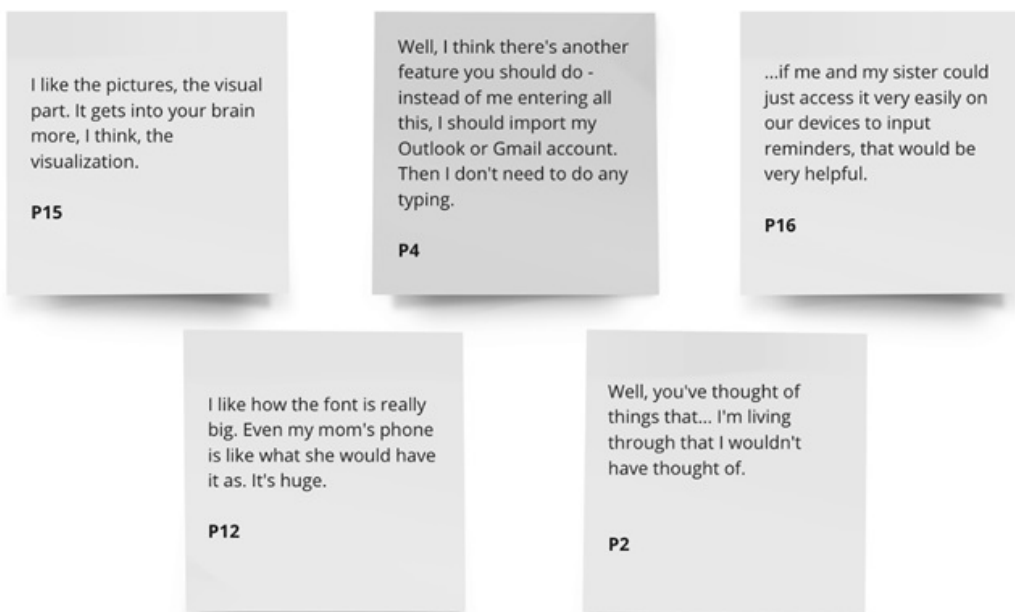 I like the pictures, the visual
part. It gets into your brain
more, I think, the
visualization.
P15
Well, I think there's another
feature you should do -
instead of me entering all
this, I should import my
Outlook or Gmail account.
Then I don't need to do any
typing.
P4
...if me and my sister could
just access it very easily on
our devices to input
reminders, that would be
very helpful.
P16
I like how the font is really
big. Even my mom's phone
is like what she would have
it as. It's huge.
P12
Well, you've thought of
things that... I'm living
through that I wouldn't
have thought of.
P2